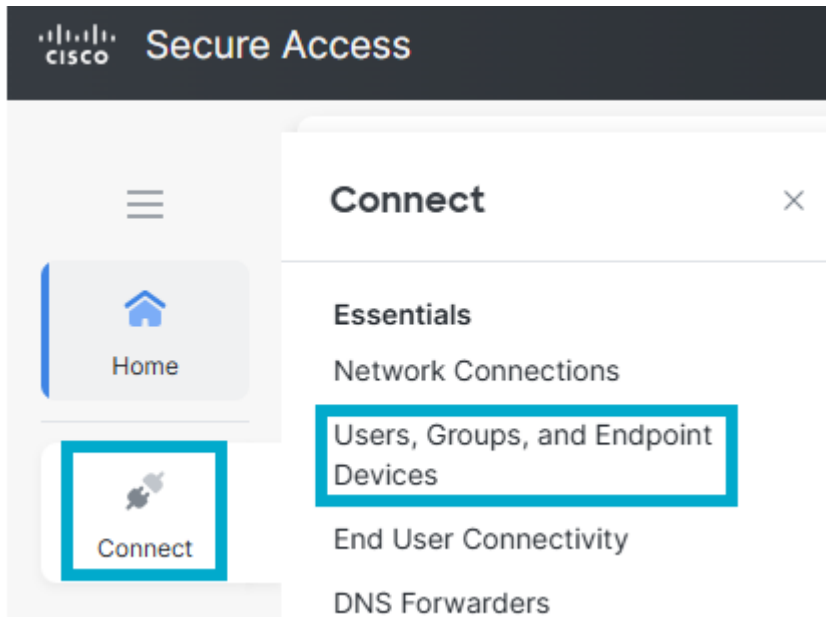 cisco Secure Access
Connect
Home
Connect
Essentials
Network Connections
Users, Groups, and Endpoint
Devices
End User Connectivity
DNS Forwarders